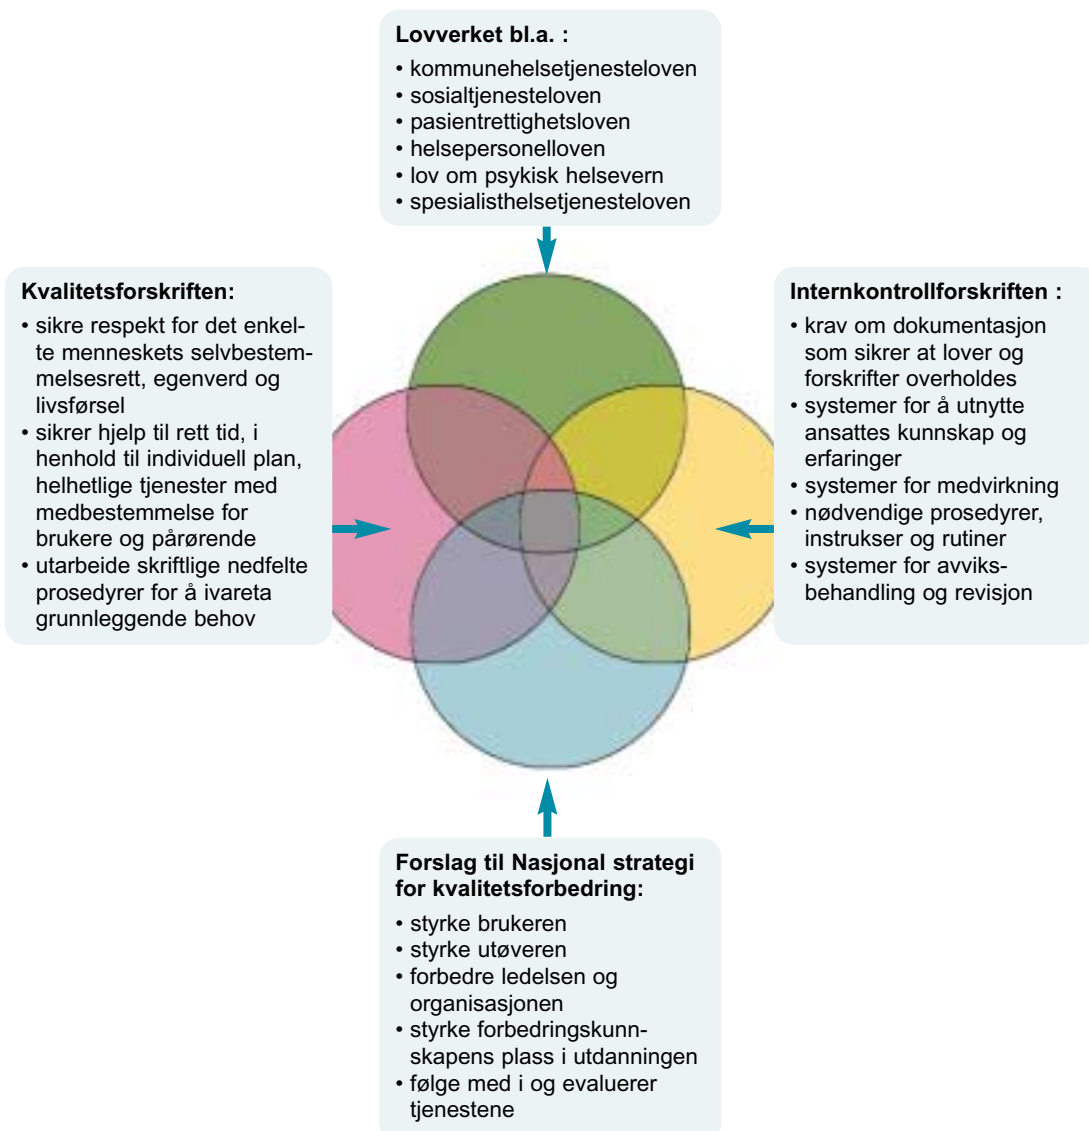 Lovverket bl.a. :
• kommunehelsetjenesteloven
• sosialtjenesteloven
• pasientrettighetsloven
• helsepersonelloven
• lov om psykisk helsevern
• spesialisthelsetjenesteloven
Kvalitetsforskriften:
• sikre respekt for det enkel-
te menneskets selvbestem-
melsesrett, egenverd og
livsførsel
• sikrer hjelp til rett tid, i
henhold til individuell plan,
helhetlige tjenester med
medbestemmelse for
brukere og pårørende
• utarbeide skriftlige nedfelte
prosedyrer for å ivareta
grunnleggende behov
Internkontrollforskriften :
• krav om dokumentasjon
som sikrer at lover og
forskrifter overholdes
• systemer for å utnytte
ansattes kunnskap og
erfaringer
• systemer for medvirkning
• nødvendige prosedyrer,
instrukser og rutiner
• systemer for avviks-
behandling og revisjon
Forslag til Nasjonal strategi
for kvalitetsforbedring:
• styrke brukeren
• styrke utøveren
• forbedre ledelsen og
organisasjonen
• styrke forbedringskunn-
skapens plass i utdanningen
• følge med i og evaluerer
tjenestene